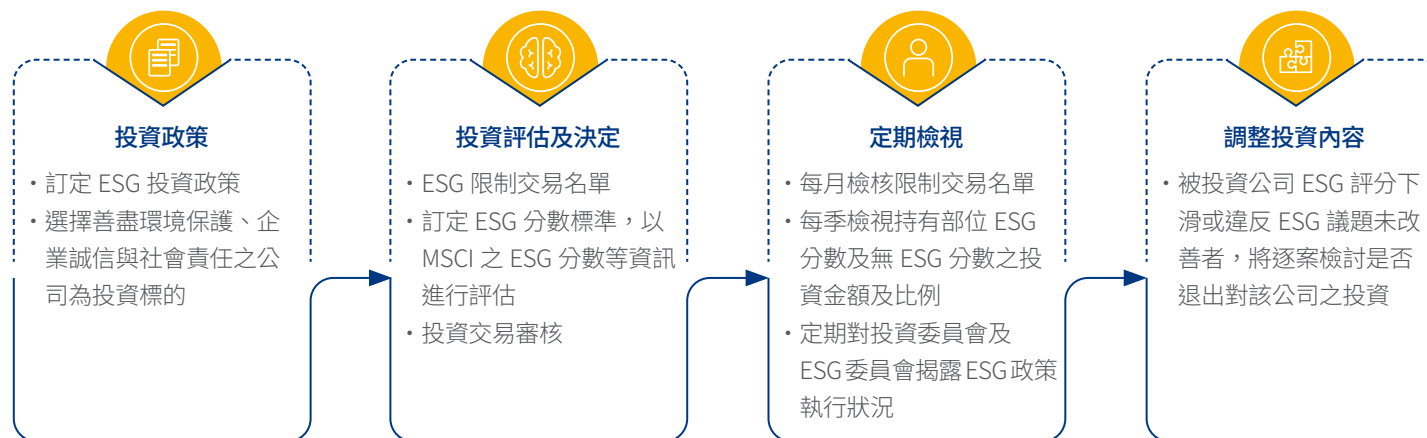 投資政策
・訂定 ESG 投資政策
・選擇善盡環境保護、企
業誠信與社會責任之公
司為投資標的
投資評估及決定
・ESG 限制交易名單
・訂定 ESG 分數標準，以
MSCI 之 ESG 分數等資訊
進行評估
・投資交易審核
定期檢視
・每月檢核限制交易名單
・每季檢視持有部位 ESG
分數及無 ESG 分數之投
資金額及比例
・定期對投資委員會及
ESG 委員會揭露 ESG 政策
執行狀況
調整投資內容
・被投資公司 ESG 評分下
滑或違反 ESG 議題未改
善者，將逐案檢討是否
退出對該公司之投資